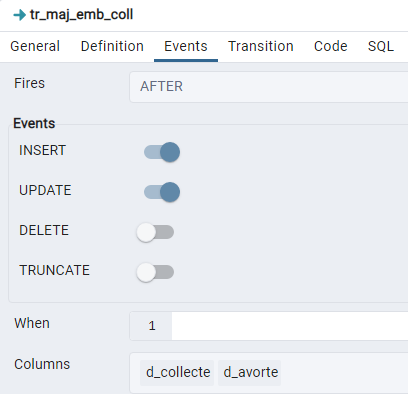 tr_maj_emb_coll
General Definition Events Transition Code SQL
Fires AFTER
Events
INSERT
UPDATE
DELETE
TRUNCATE
When 1
Columns d_collecte d_avorte